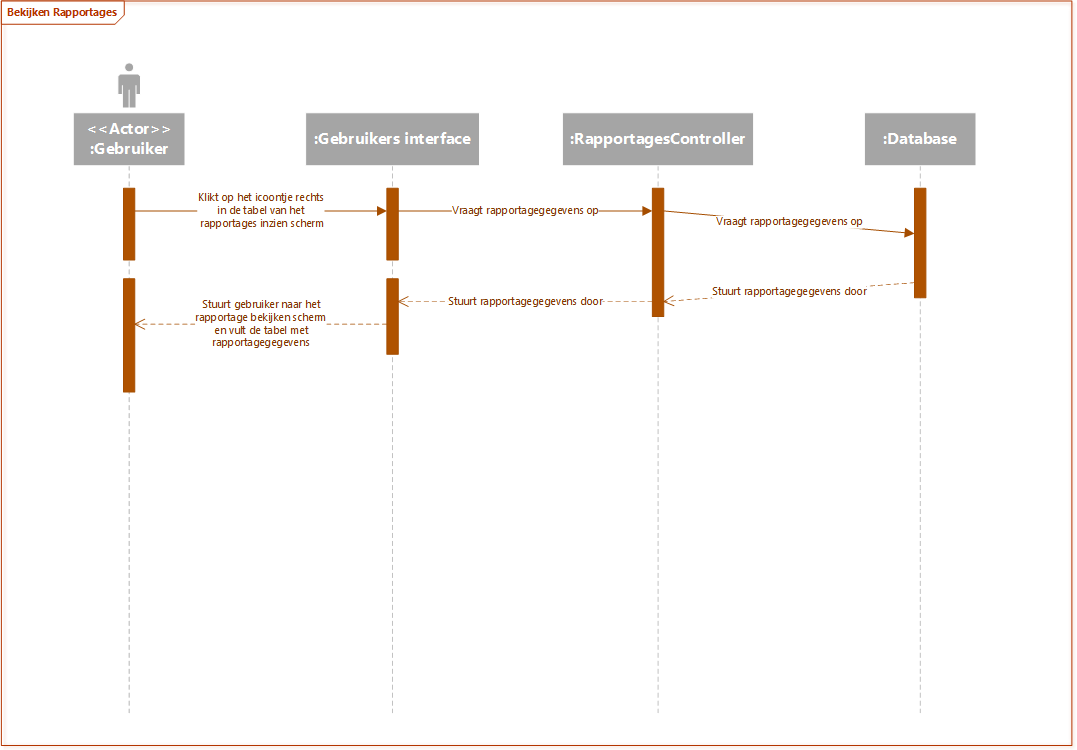 Bekijken Rapportages
<<Actor>>
:Gebruiker
:Gebruikers interface
:RapportagesController
:Database
Klikt op het icoontje rechts
in de tabel van het
rapportages inzien scherm
Vraagt rapportagegegevens op
Vraagt rapportagegegevens op
Stuurt rapportagegegevens door
Stuurt rapportagegegevens door
Stuurt gebruiker naar het
rapportage bekijken scherm
en vult de tabel met
rapportagegegevens